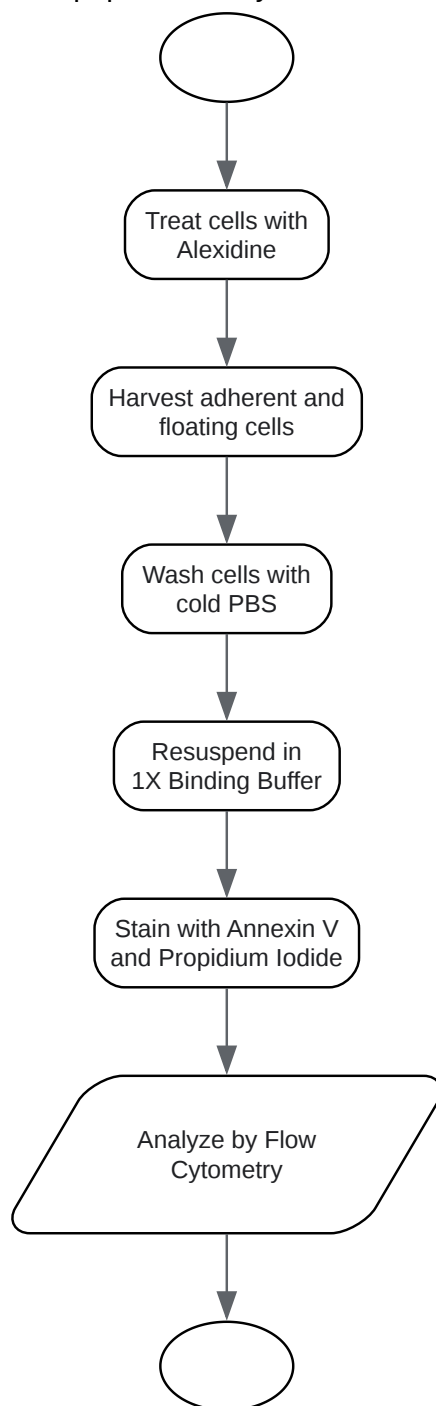 Treat cells with
Alexidine
Harvest adherent and
floating cells
Wash cells with
cold PBS
Resuspend in
1X Binding Buffer
Stain with Annexin V
and Propidium Iodide
Analyze by Flow
Cytometry